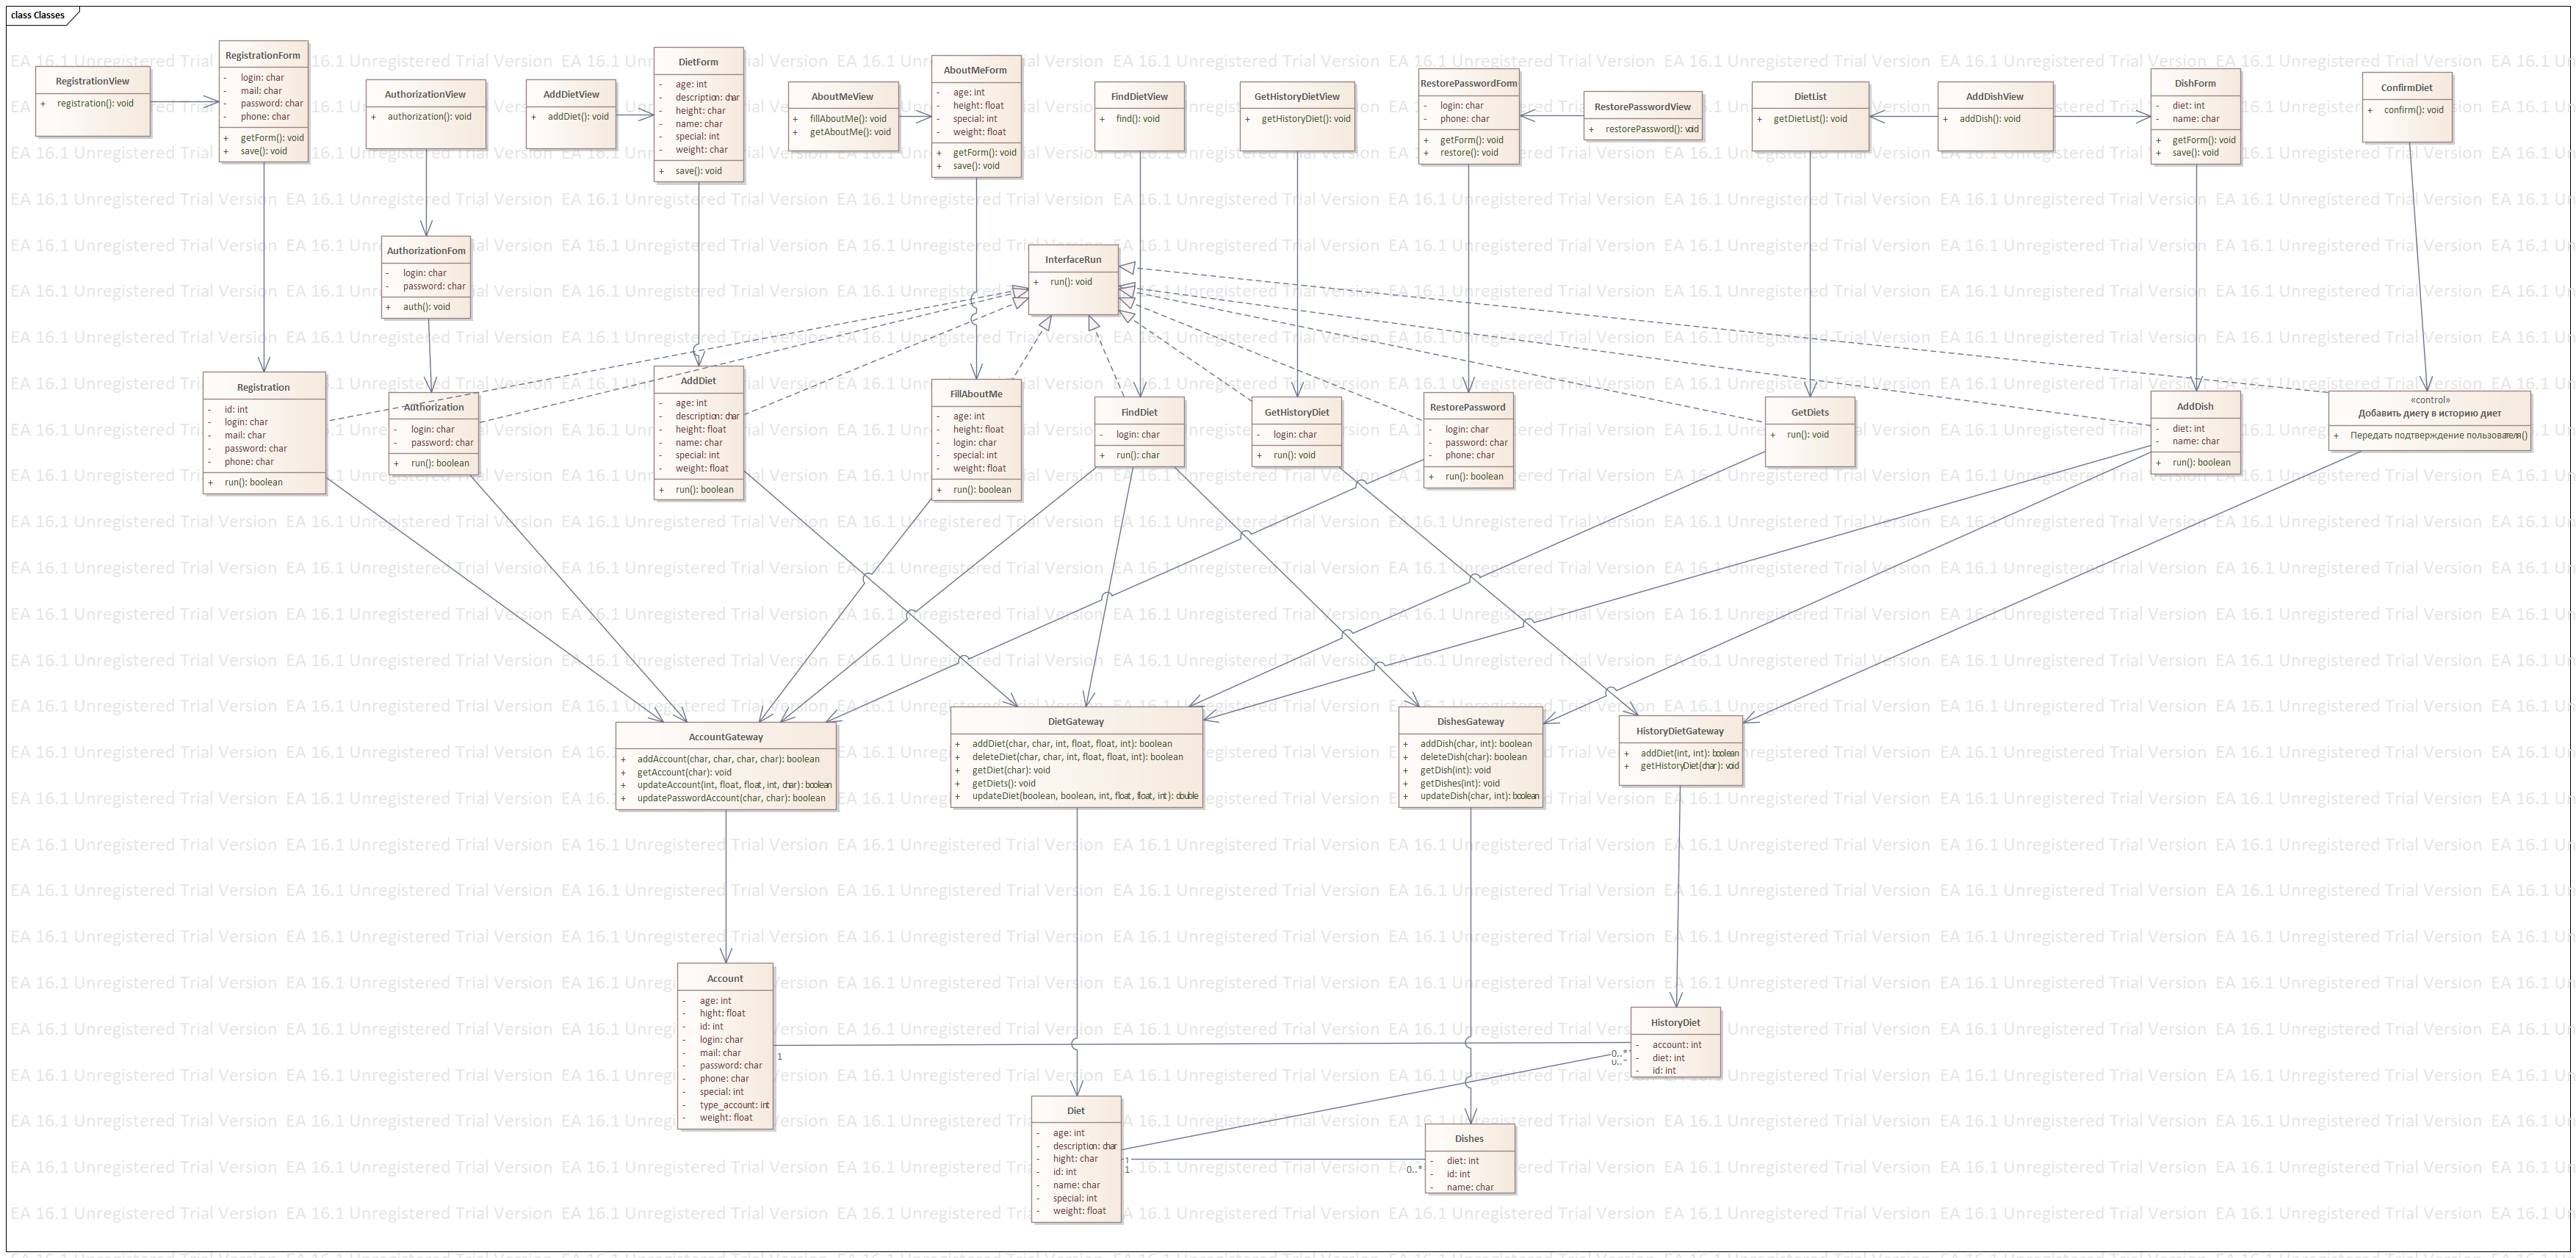 class Classes
RegistrationView
+ registration(): void
RegistrationForm
- login: char
- mail: char
- password: char
- phone: char
+ getForm(): void
+ save(): void
AuthorizationView
+ authorization(): void
AddDietView
+ addDiet(): void
DietForm
- age: int
- description: char
- height: char
- name: char
- special: int
- weight: char
+ save(): void
AboutMeView
+ fillAboutMe(): void
+ getAboutMe(): void
AboutMeForm
- age: int
- height: float
- special: int
- weight: float
+ getForm(): void
+ save(): void
FindDietView
+ find(): void
GetHistoryDietView
+ getHistoryDiet(): void
RestorePasswordForm
- login: char
- phone: char
+ getForm(): void
+ restore(): void
RestorePasswordView
+ restorePassword(): void
DietList
+ getDietList(): void
AddDishView
+ addDish(): void
DishForm
- diet: int
- name: char
+ getForm(): void
+ save(): void
ConfirmDiet
+ confirm(): void
AuthorizationFom
- login: char
- password: char
+ auth(): void
InterfaceRun
+ run(): void
Registration
- id: int
- login: char
- mail: char
- password: char
- phone: char
+ run(): boolean
Authorization
- login: char
- password: char
+ run(): boolean
AddDiet
- age: int
- description: char
- height: float
- name: char
- special: int
- weight: float
+ run(): boolean
FillAboutMe
- age: int
- height: float
- login: char
- special: int
- weight: float
+ run(): boolean
FindDiet
- login: char
+ run(): char
GetHistoryDiet
- login: char
+ run(): void
RestorePassword
- login: char
- password: char
- phone: char
+ run(): boolean
GetDiets
+ run(): void
AddDish
- diet: int
- name: char
+ run(): boolean
«control»
Добавить диету в историю диет
+ Передать подтверждение пользователя()
AccountGateway
+ addAccount(char, char, char, char): boolean
+ getAccount(char): void
+ updateAccount(int, float, float, int, char): boolean
+ updatePasswordAccount(char, char): boolean
DietGateway
+ addDiet(char, char, int, float, float, int): boolean
+ deleteDiet(char, char, int, float, float, int): boolean
+ getDiet(char): void
+ getDiets(): void
+ updateDiet(boolean, boolean, int, float, float, int): double
DishesGateway
+ addDish(char, int): boolean
+ deleteDish(char): boolean
+ getDish(int): void
+ getDishes(int): void
+ updateDish(char, int): boolean
HistoryDietGateway
+ addDiet(int, int): boolean
+ getHistoryDiet(char): void
Account
- age: int
- hight: float
- id: int
- login: char
- mail: char
- password: char
- phone: char
- special: int
- type_account: int
- weight: float
1
HistoryDiet
- account: int
- diet: int
- id: int
0..*
0..*
Diet
- age: int
- description: char
- hight: char
- id: int
- name: char
- special: int
- weight: float
1
1
0..*
Dishes
- diet: int
- id: int
- name: char
EA 16.1 Unregistered Trial Version